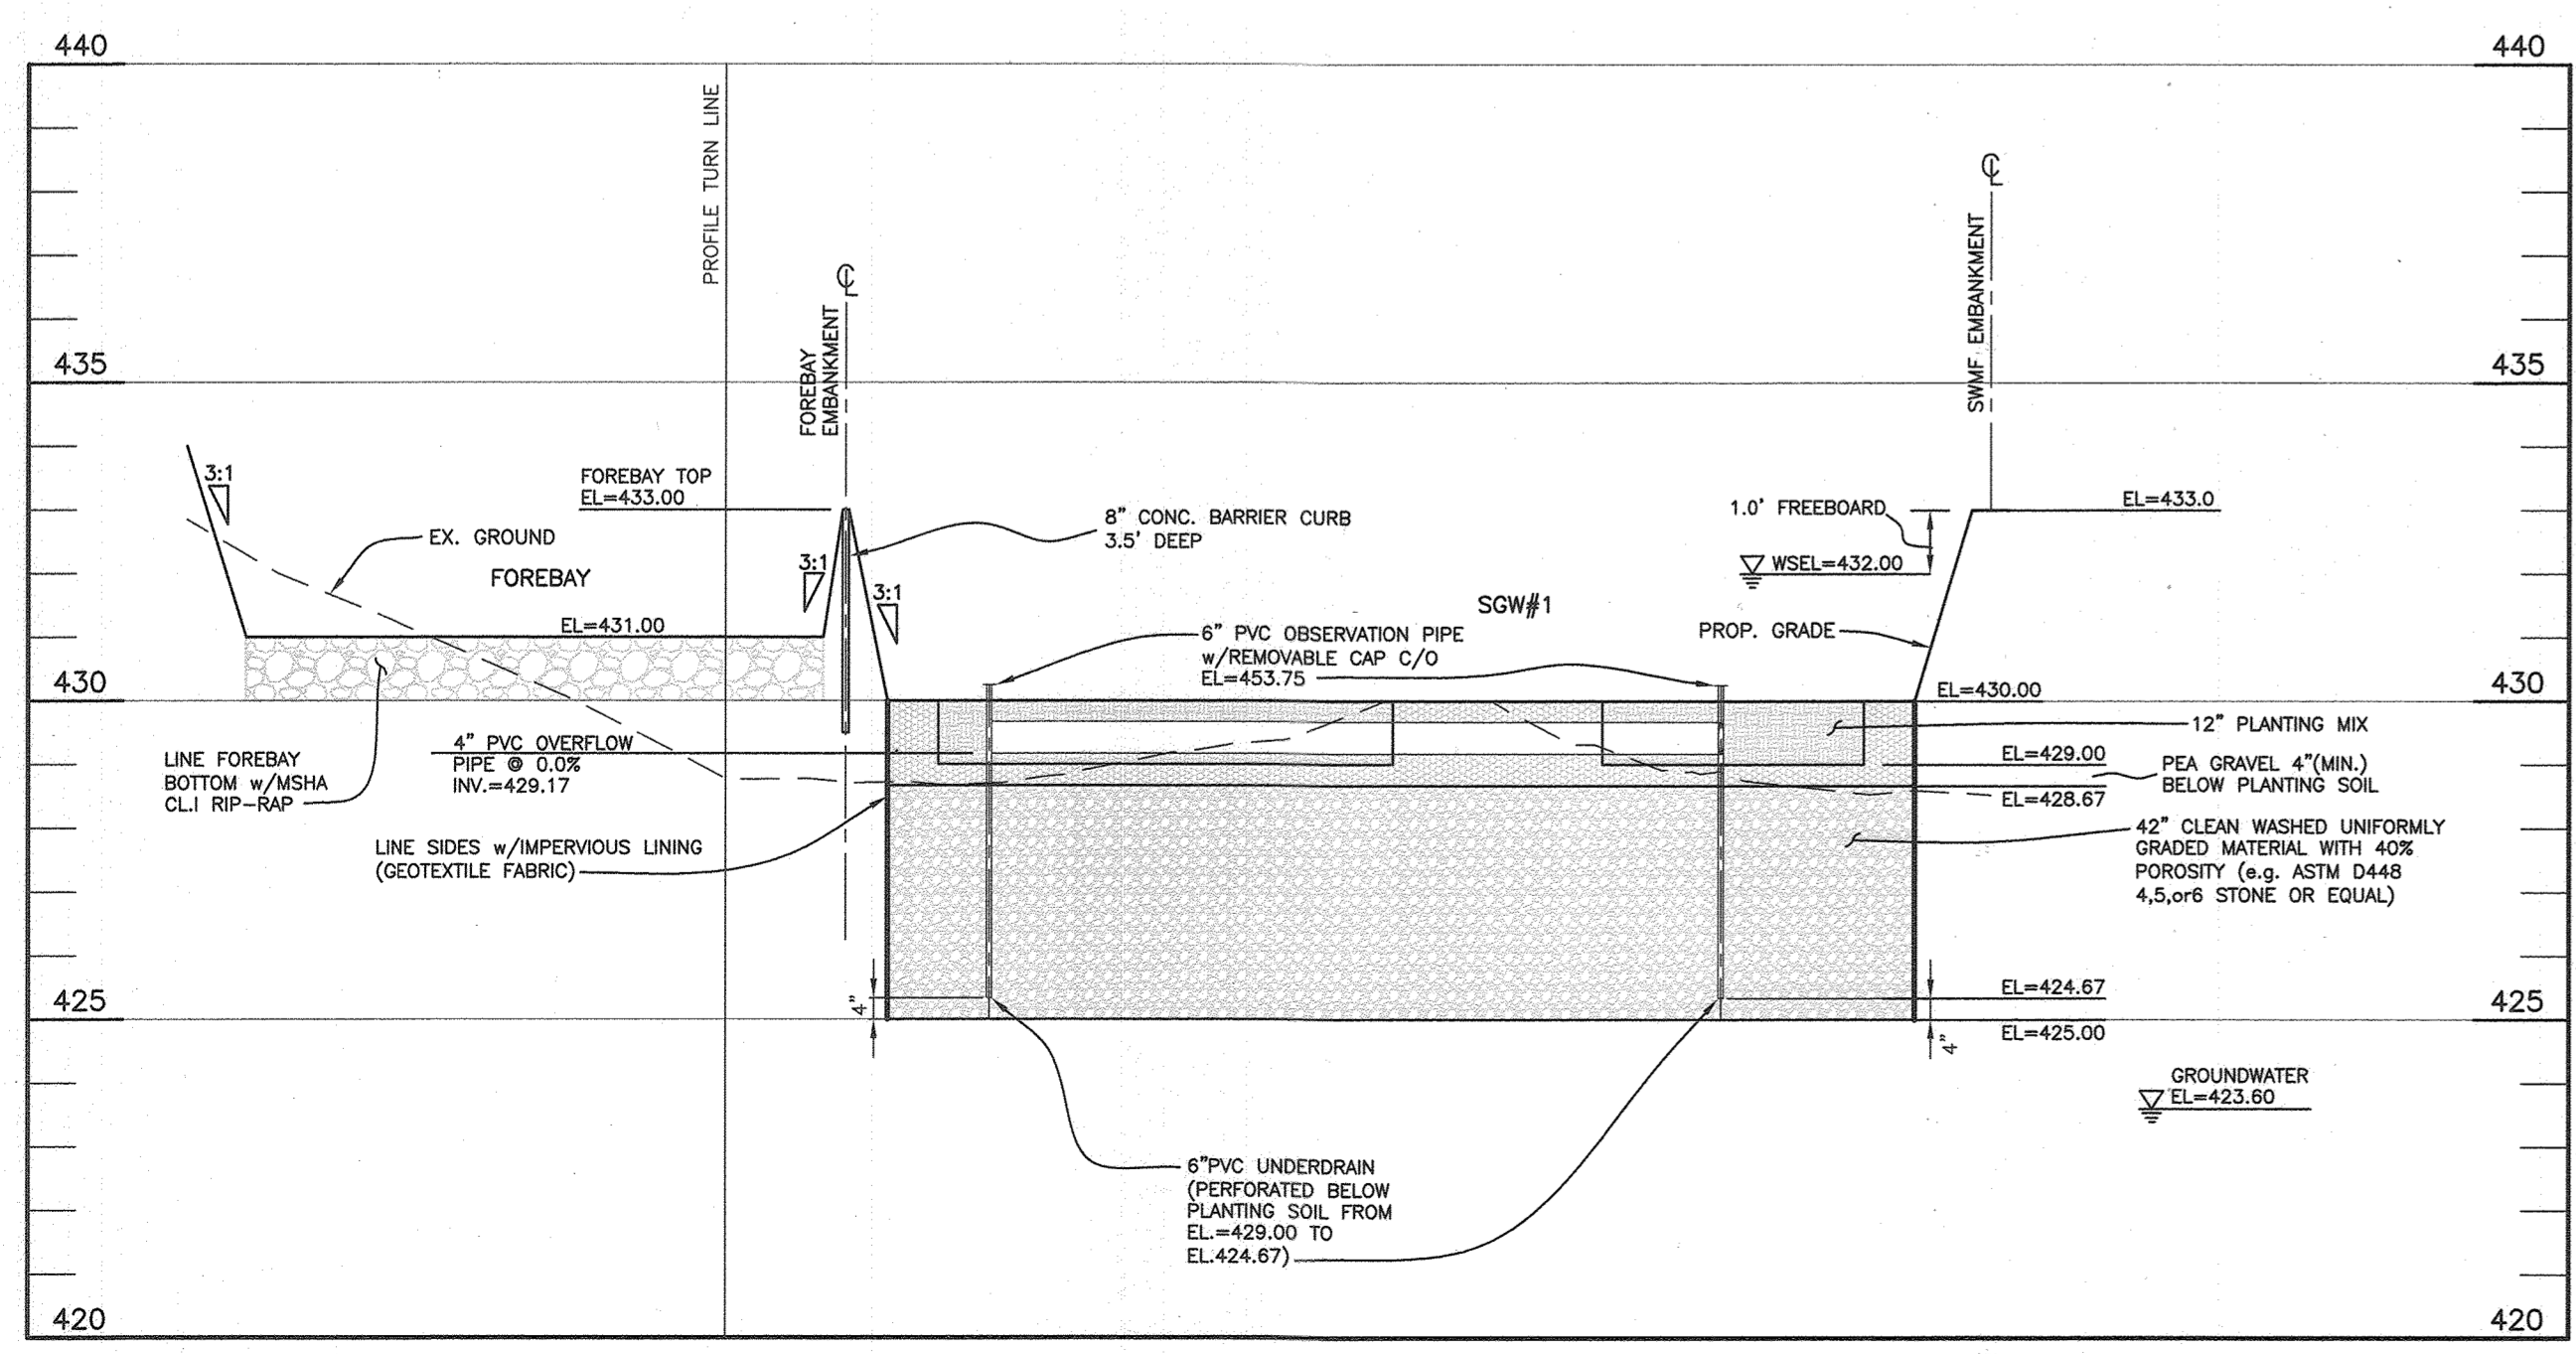 440
440
PROFILE TURN LINE
℄
SWMF EMBANKMENT
℄
FOREBAY
EMBANKMENT
435
435
3:1
FOREBAY TOP
EL=433.00
EX. GROUND
FOREBAY
8" CONC. BARRIER CURB
3.5' DEEP
1.0' FREEBOARD
EL=433.0
WSEL=432.00
3:1
3:1
SGW#1
EL=431.00
6" PVC OBSERVATION PIPE
w/REMOVABLE CAP C/O
EL=453.75
PROP. GRADE
430
430
EL=430.00
12" PLANTING MIX
LINE FOREBAY
BOTTOM w/MSHA
CL.I RIP-RAP
4" PVC OVERFLOW
PIPE @ 0.0%
INV.=429.17
EL=429.00
PEA GRAVEL 4"(MIN.)
BELOW PLANTING SOIL
EL=428.67
LINE SIDES w/IMPERVIOUS LINING
(GEOTEXTILE FABRIC)
42" CLEAN WASHED UNIFORMLY
GRADED MATERIAL WITH 40%
POROSITY (e.g. ASTM D448
4,5,or6 STONE OR EQUAL)
4"
EL=424.67
425
425
EL=425.00
4"
GROUNDWATER
EL=423.60
6"PVC UNDERDRAIN
(PERFORATED BELOW
PLANTING SOIL FROM
EL.=429.00 TO
EL.424.67)
420
420